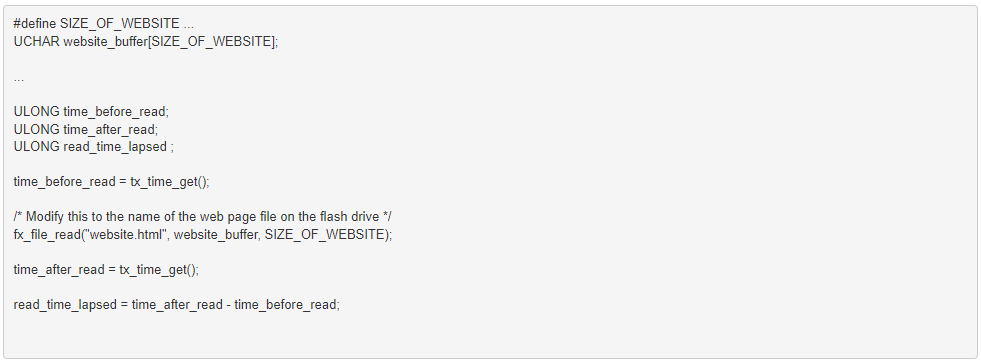 #define SIZE_OF_WEBSITE ...
UCHAR website_buffer[SIZE_OF_WEBSITE];
...
ULONG time_before_read;
ULONG time_after_read;
ULONG read_time_lapsed ;
time_before_read = tx_time_get();
/* Modify this to the name of the web page file on the flash drive */
fx_file_read("website.html", website_buffer, SIZE_OF_WEBSITE);
time_after_read = tx_time_get();
read_time_lapsed = time_after_read - time_before_read;